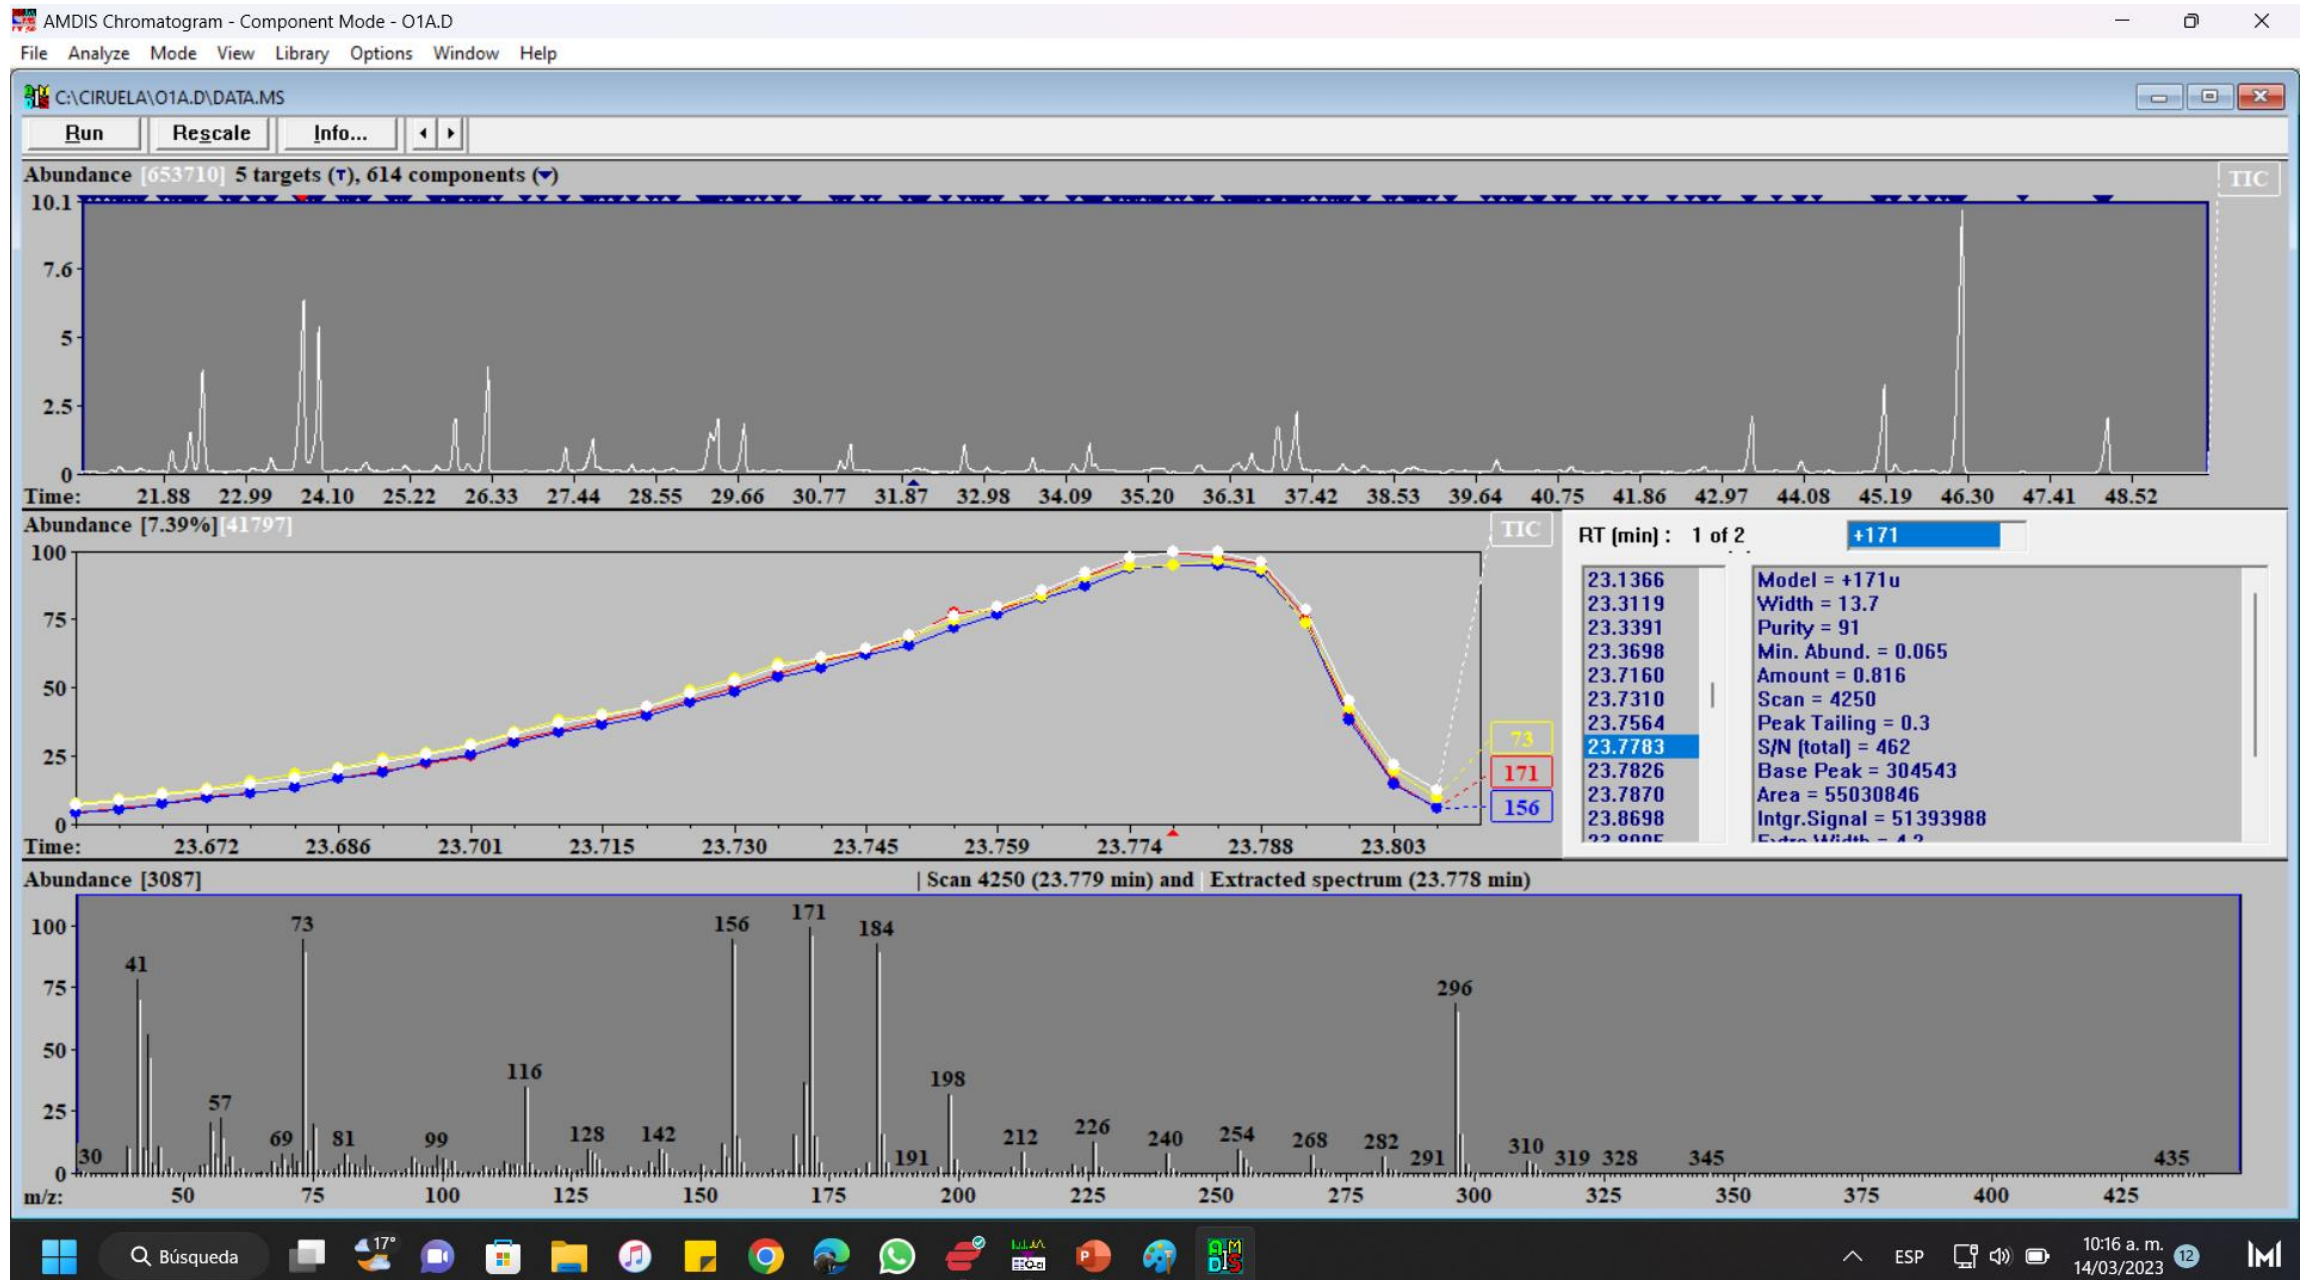 AMDIS Chromatogram - Component Mode - O1A.D
File Analyze Mode View Library Options Window Help
C:\CIRUELA\O1A.D\DATA.MS
Run Rescale Info...
Abundance [653710] 5 targets (T), 614 components
TIC
10.1
7.6
5
2.5
0
Time: 21.88 22.99 24.10 25.22 26.33 27.44 28.55 29.66 30.77 31.87 32.98 34.09 35.20 36.31 37.42 38.53 39.64 40.75 41.86 42.97 44.08 45.19 46.30 47.41 48.52
Abundance [7.39%][41797]
TIC
100
75
50
25
0
73
171
156
Time: 23.672 23.686 23.701 23.715 23.730 23.745 23.759 23.774 23.788 23.803
RT (min) : 1 of 2 +171
23.1366
23.3119
23.3391
23.3698
23.7160
23.7310
23.7564
23.7783
23.7826
23.7870
23.8698
Model = +171u
Width = 13.7
Purity = 91
Min. Abund. = 0.065
Amount = 0.816
Scan = 4250
Peak Tailing = 0.3
S/N (total) = 462
Base Peak = 304543
Area = 55030846
Intgr.Signal = 51393988
Extra Width = 4.2
Abundance [3087] | Scan 4250 (23.779 min) and | Extracted spectrum (23.778 min)
100
75
50
25
0
30 41 57 69 73 81 99 116 128 142 156 171 184 191 198 212 226 240 254 268 282 291 296 310 319 328 345 435
m/z: 50 75 100 125 150 175 200 225 250 275 300 325 350 375 400 425
Búsqueda
17°
ESP
10:16 a. m.
14/03/2023
12